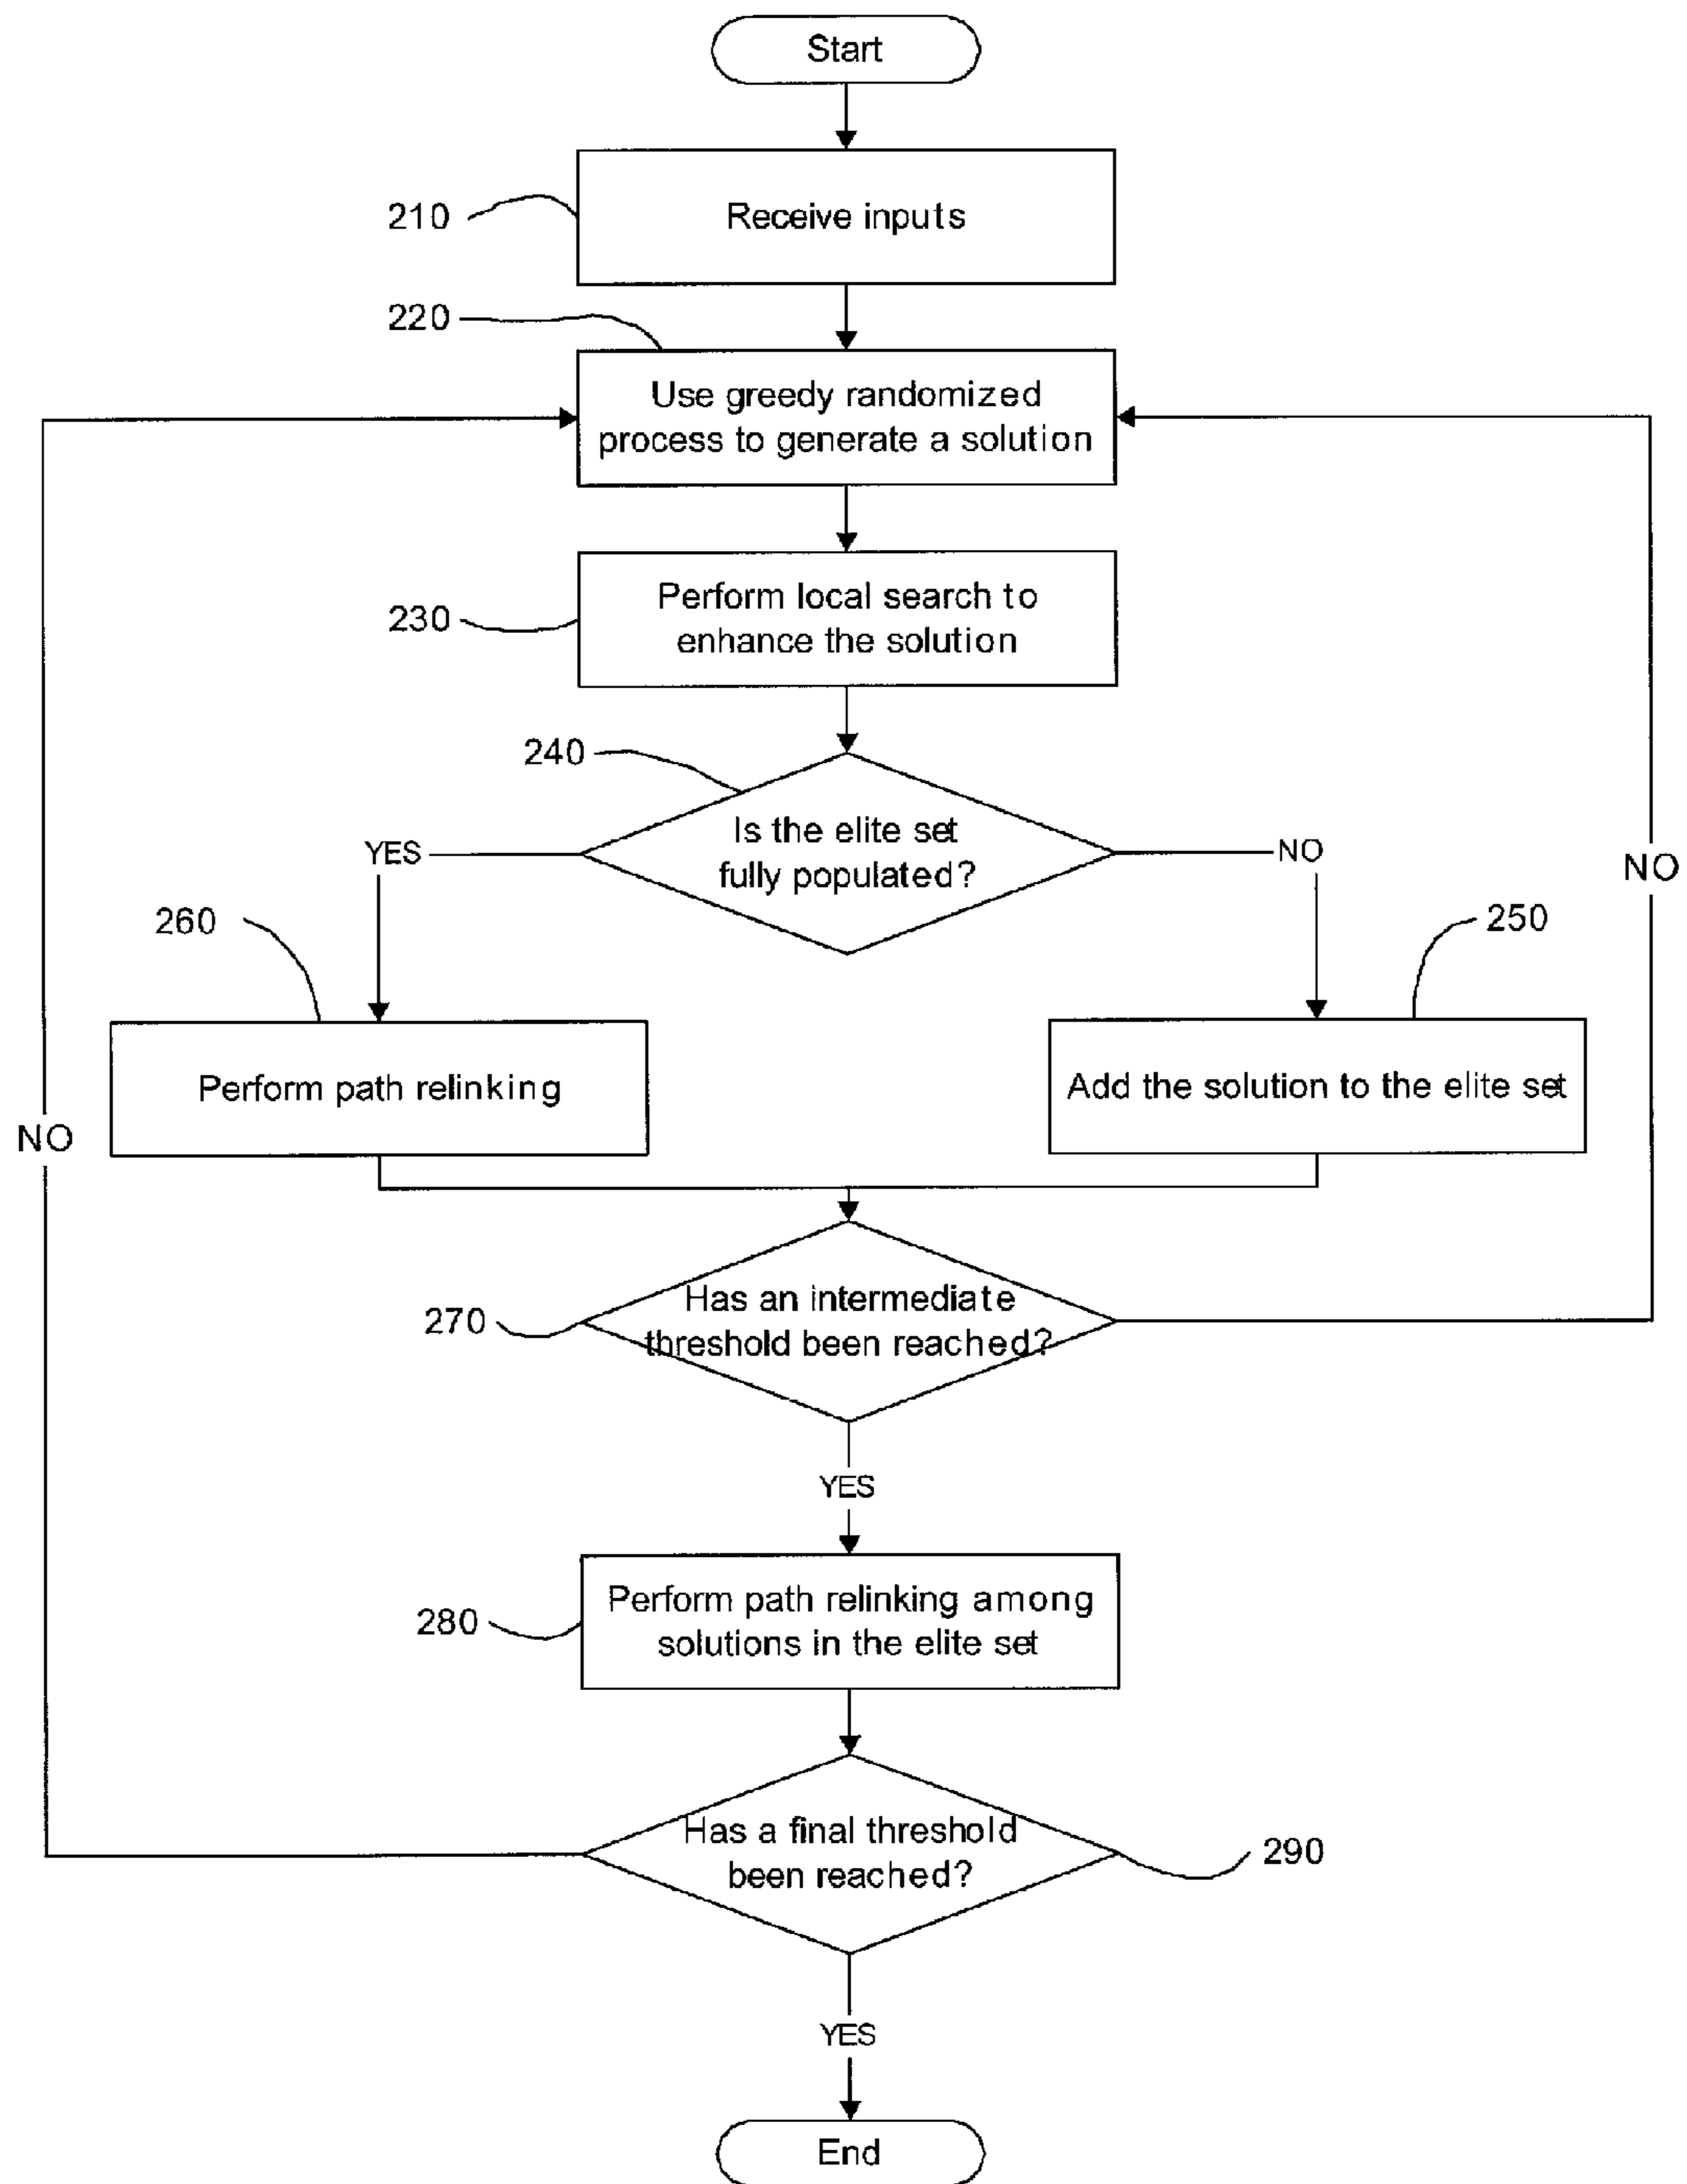 Start
210
Receive inputs
220
Use greedy randomized
process to generate a solution
230
Perform local search to
enhance the solution
240
Is the elite set
fully populated?
YES
NO
NO
260
250
Perform path relinking
Add the solution to the elite set
NO
270
Has an intermediate
threshold been reached?
YES
280
Perform path relinking among
solutions in the elite set
Has a final threshold
been reached?
290
YES
End